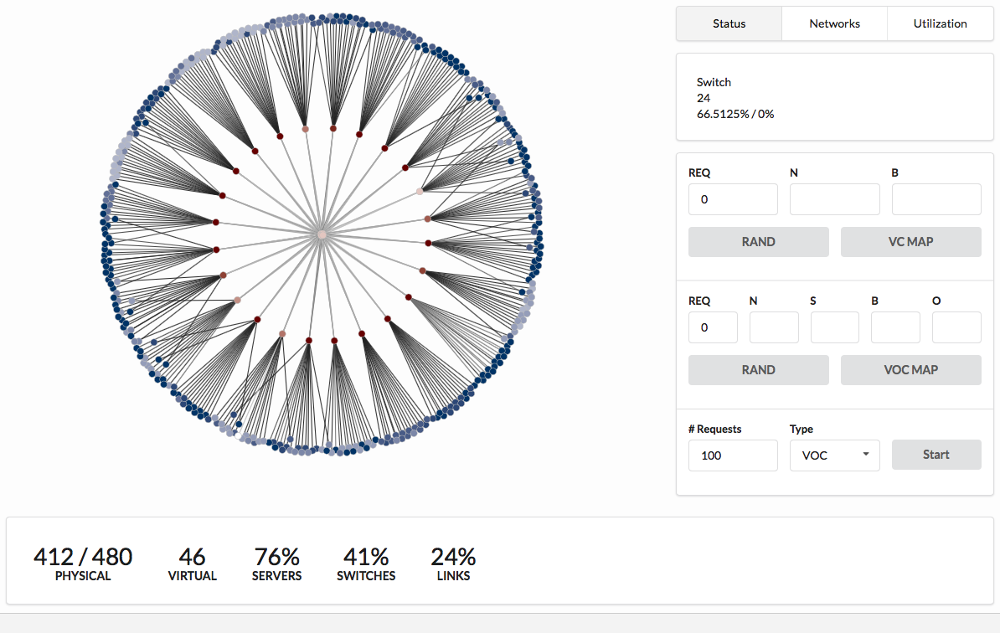 Status Networks Utilization
Switch
24
66.5125% / 0%
REQ N B
0
RAND VC MAP
REQ N S B O
0
RAND VOC MAP
# Requests Type
100 VOC Start
412 / 480 46 76% 41% 24%
PHYSICAL VIRTUAL SERVERS SWITCHES LINKS